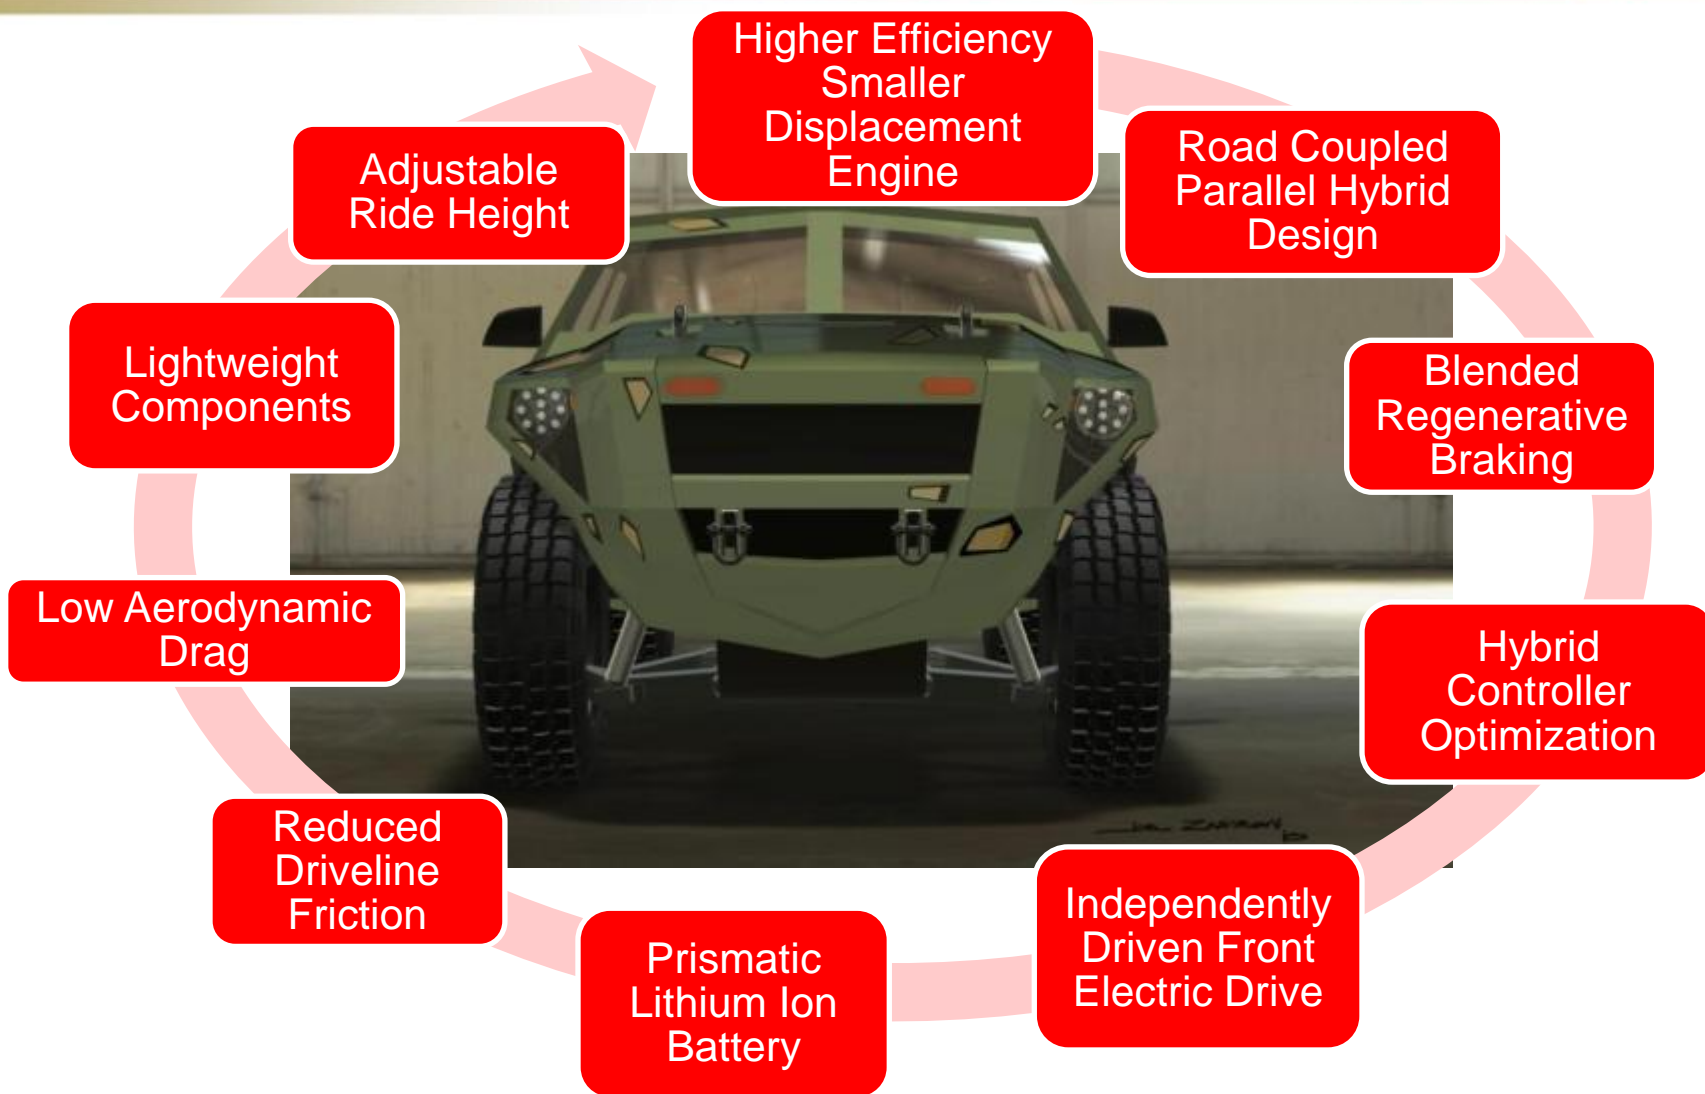 Higher Efficiency
Smaller
Displacement
Engine
Road Coupled
Parallel Hybrid
Design
Blended
Regenerative
Braking
Hybrid
Controller
Optimization
Independently
Driven Front
Electric Drive
Prismatic
Lithium Ion
Battery
Reduced
Driveline
Friction
Low Aerodynamic
Drag
Lightweight
Components
Adjustable
Ride Height